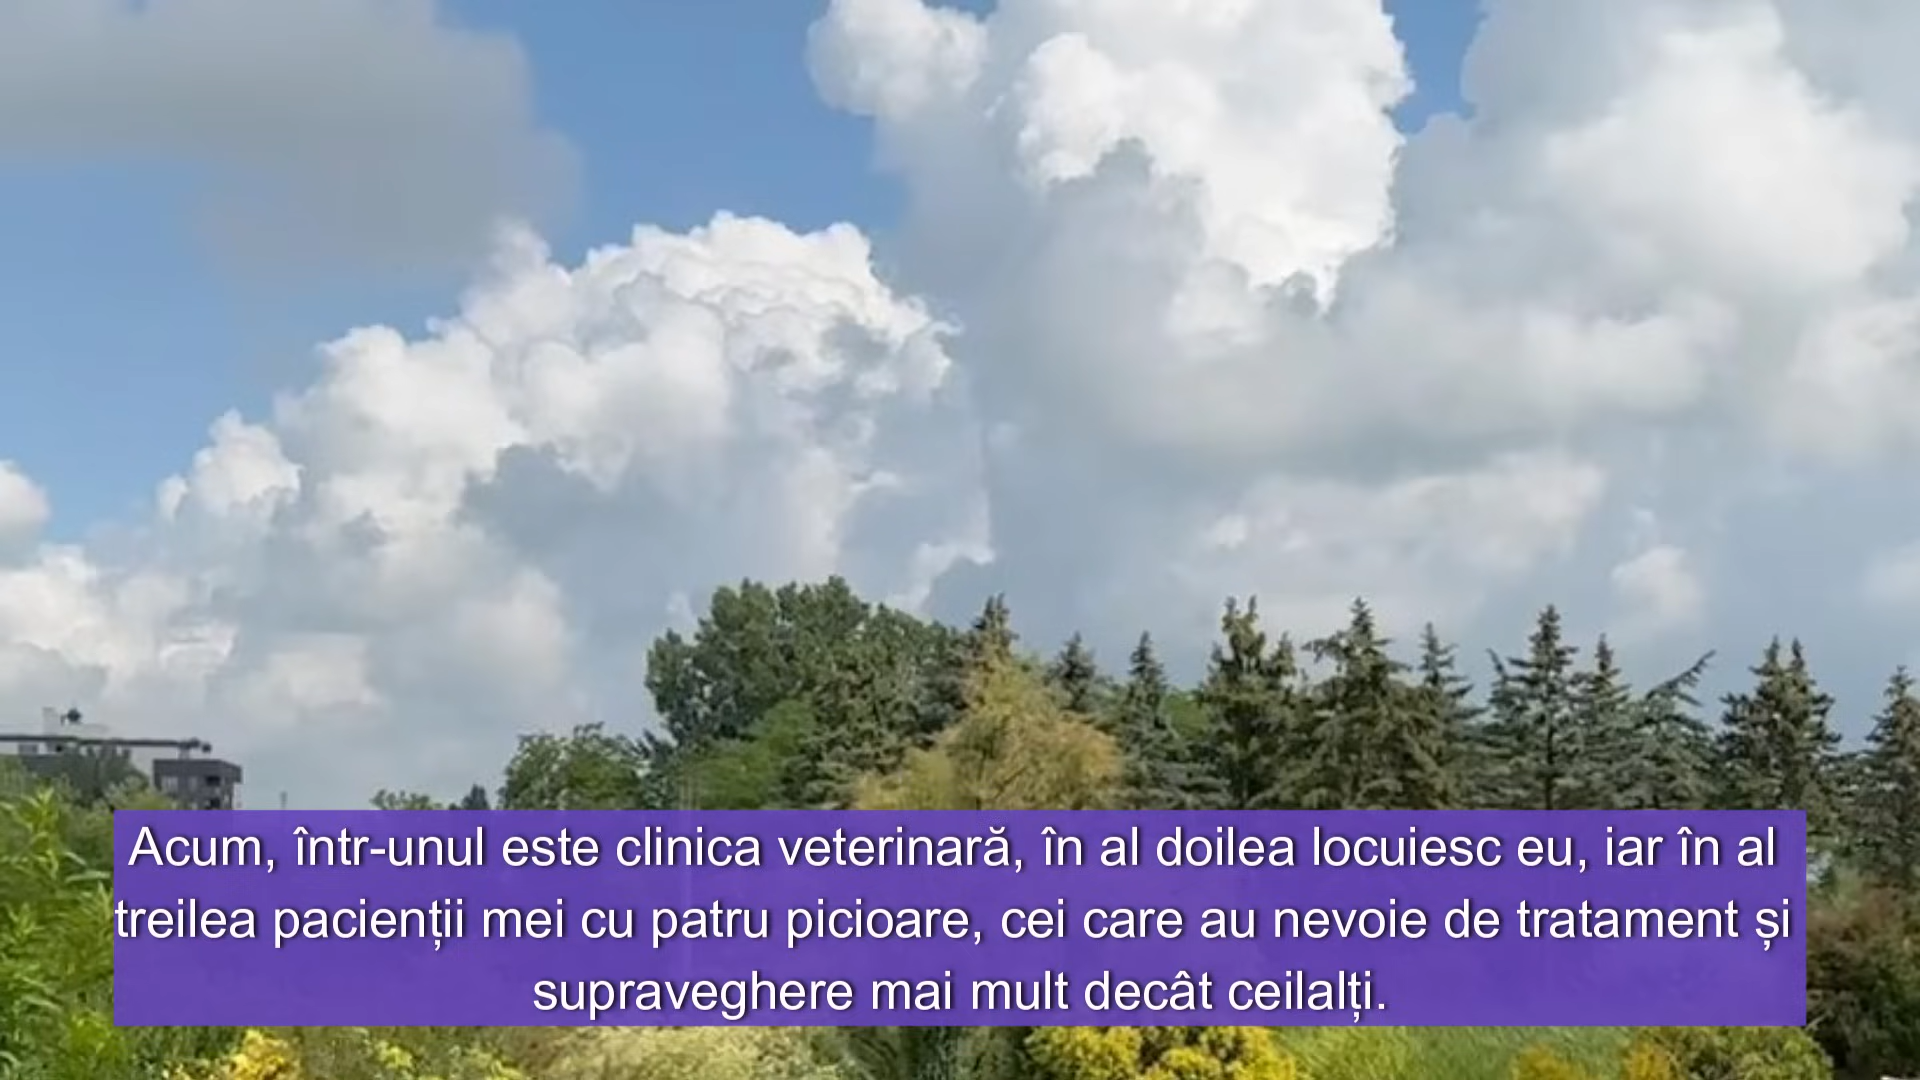 Acum, într-unul este clinica veterinară, în al doilea locuiesc eu, iar în al
treilea pacienții mei cu patru picioare, cei care au nevoie de tratament și
supraveghere mai mult decât ceilalți.